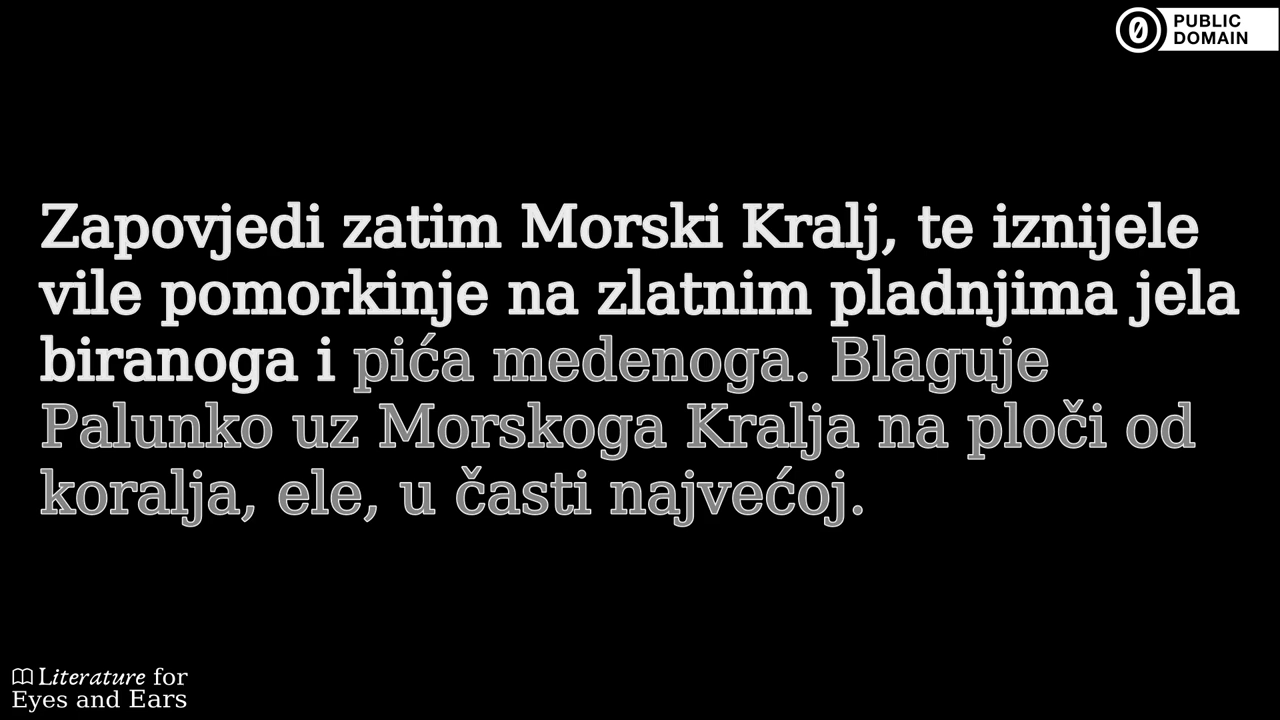 PUBLIC
DOMAIN
Zapovjedi zatim Morski Kralj, te iznijele
vile pomorkinje na zlatnim pladnjima jela
biranoga i pića medenoga. Blaguje
Palunko uz Morskoga Kralja na ploči od
koralja, ele, u časti najvećoj.
Literature for
Eyes and Ears